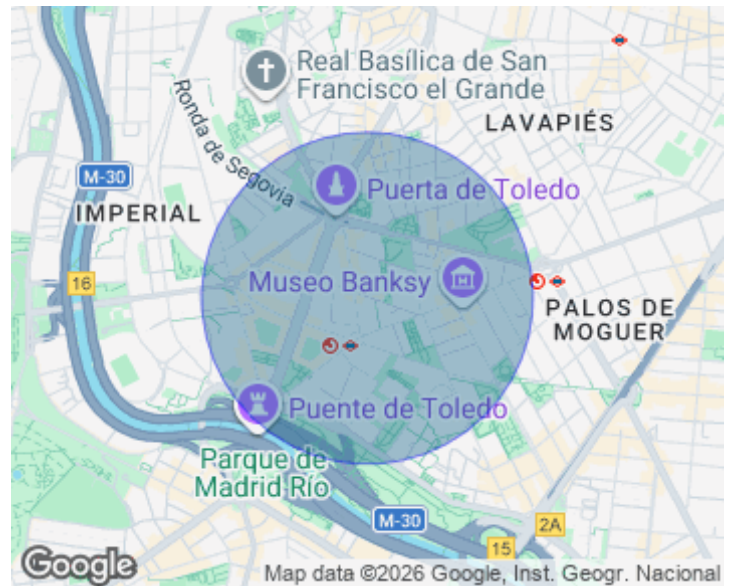 Real Basílica de San
Francisco el Grande
Ronda de Segovia
LAVAPIÉS
M-30
IMPERIAL
Puerta de Toledo
16
Museo Banksy
PALOS DE
MOGUER
Puente de Toledo
Parque de
Madrid Río
M-30
2A
15
Google
Map data ©2026 Google, Inst. Geogr. Nacional